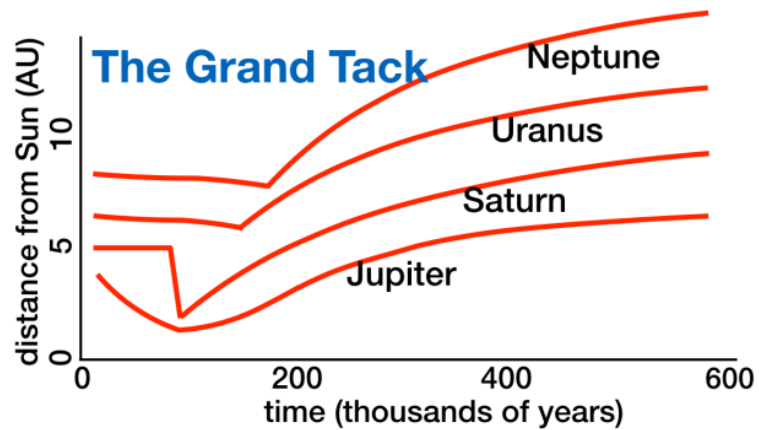 The Grand Tack
Neptune
Uranus
Saturn
Jupiter
distance from Sun (AU)
10
5
0
0 200 400 600
time (thousands of years)